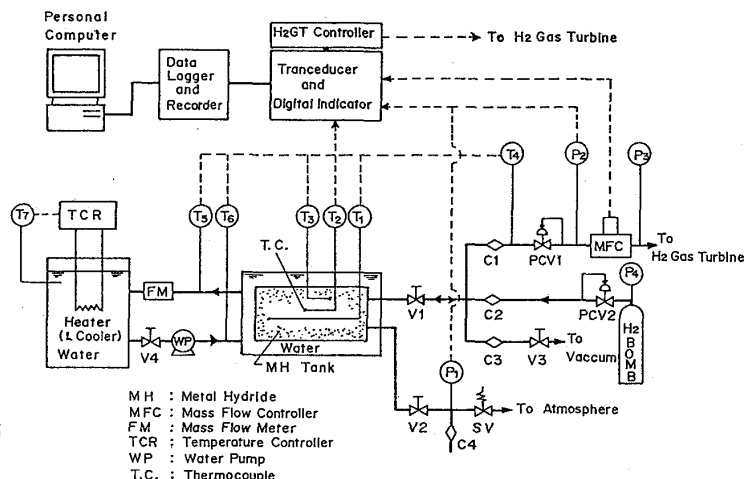 Personal
Computer
Data
Logger
and
Recorder
H2GT Controller
To H2 Gas Turbine
Tranceducer
and
Digital Indicator
T4
P2
P3
T7
TCR
T5
T6
T3
T2
T1
T.C.
C1
PCV1
MFC
To
H2 Gas Turbine
FM
V1
C2
PCV2
P4
H2
BOMB
Heater
(& Cooler)
Water
V4
WP
Water
MH Tank
C3
V3
To
Vaccum
P1
V2
SV
To Atmosphere
C4
MH : Metal Hydride
MFC : Mass Flow Controller
FM : Mass Flow Meter
TCR : Temperature Controller
WP : Water Pump
T.C. : Thermocouple